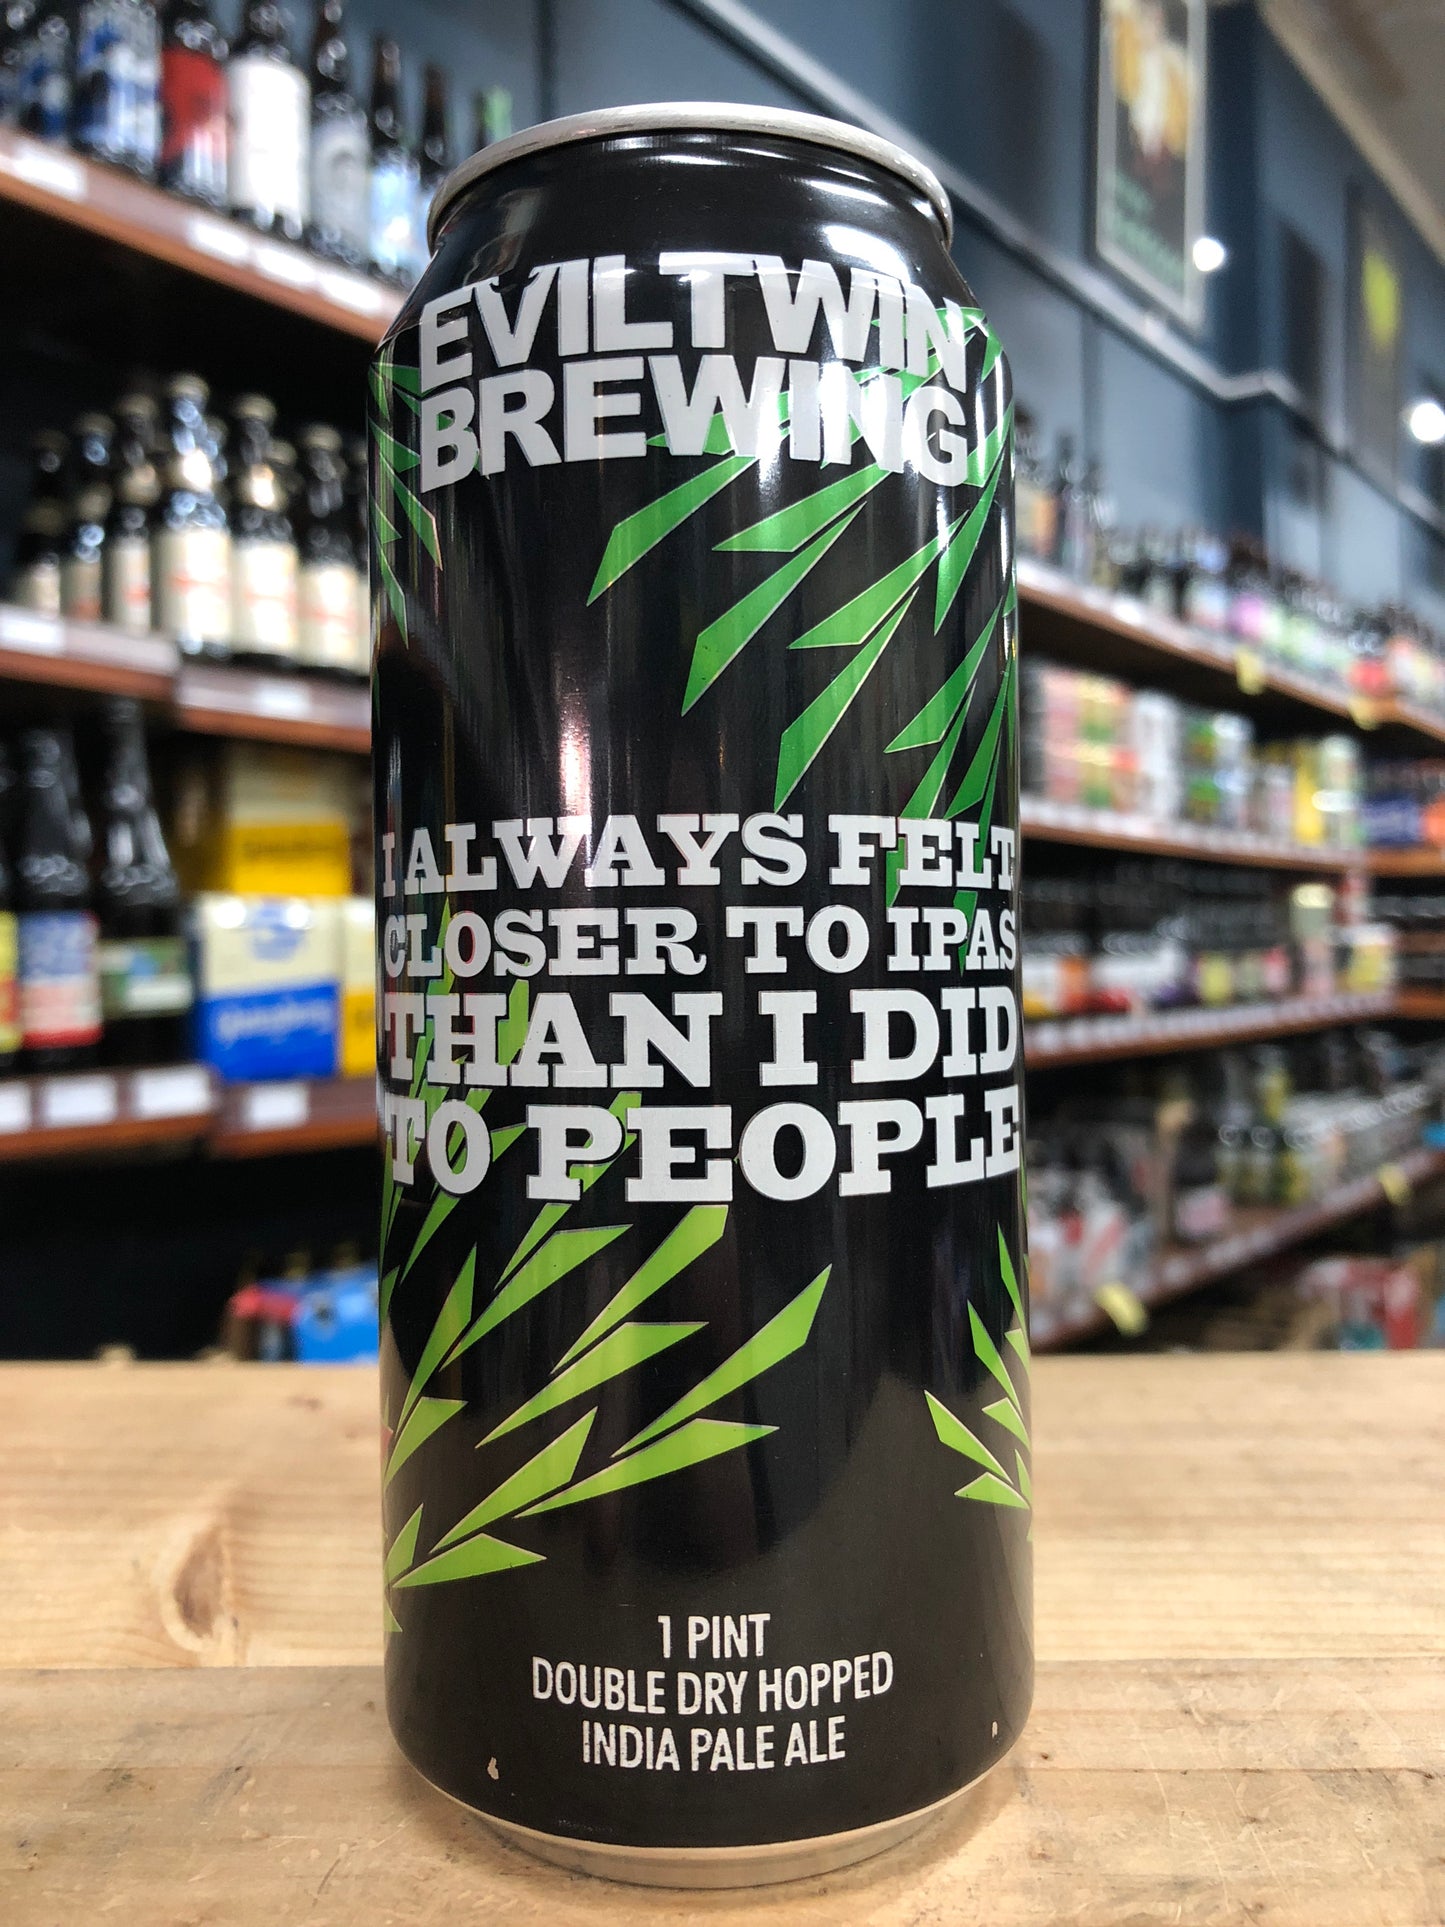 EVIL TWIN
BREWING
I ALWAYS FELT
CLOSER TO IPAS
THAN I DID
TO PEOPLE
1 PINT
DOUBLE DRY HOPPED
INDIA PALE ALE